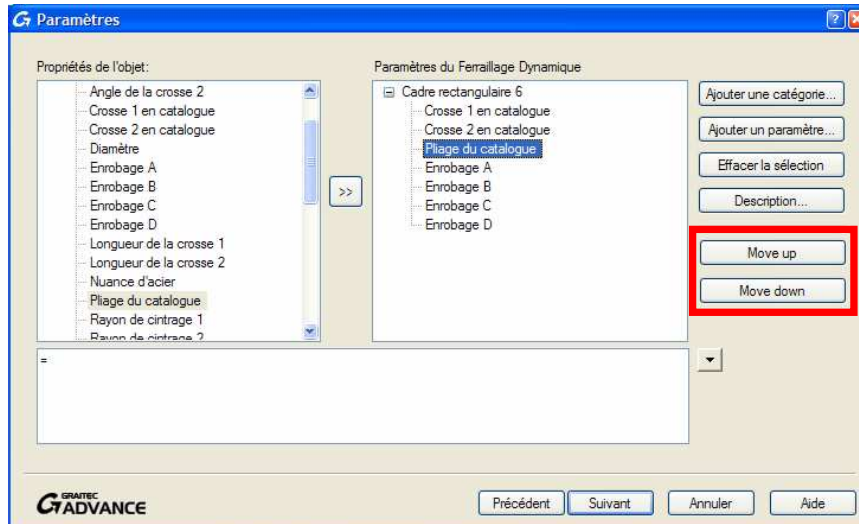 Paramètres
Propriétés de l'objet:
Angle de la crosse 2
Crosse 1 en catalogue
Crosse 2 en catalogue
Diamètre
Enrobage A
Enrobage B
Enrobage C
Enrobage D
Longueur de la crosse 1
Longueur de la crosse 2
Nuance d'acier
Pliage du catalogue
Rayon de cintrage 1
Rayon de cintrage 2
>>
Paramètres du Ferraillage Dynamique
Cadre rectangulaire 6
Crosse 1 en catalogue
Crosse 2 en catalogue
Pliage du catalogue
Enrobage A
Enrobage B
Enrobage C
Enrobage D
Ajouter une catégorie...
Ajouter un paramètre...
Effacer la sélection
Description...
Move up
Move down
=
GRAITEC
ADVANCE
Précédent
Suivant
Annuler
Aide